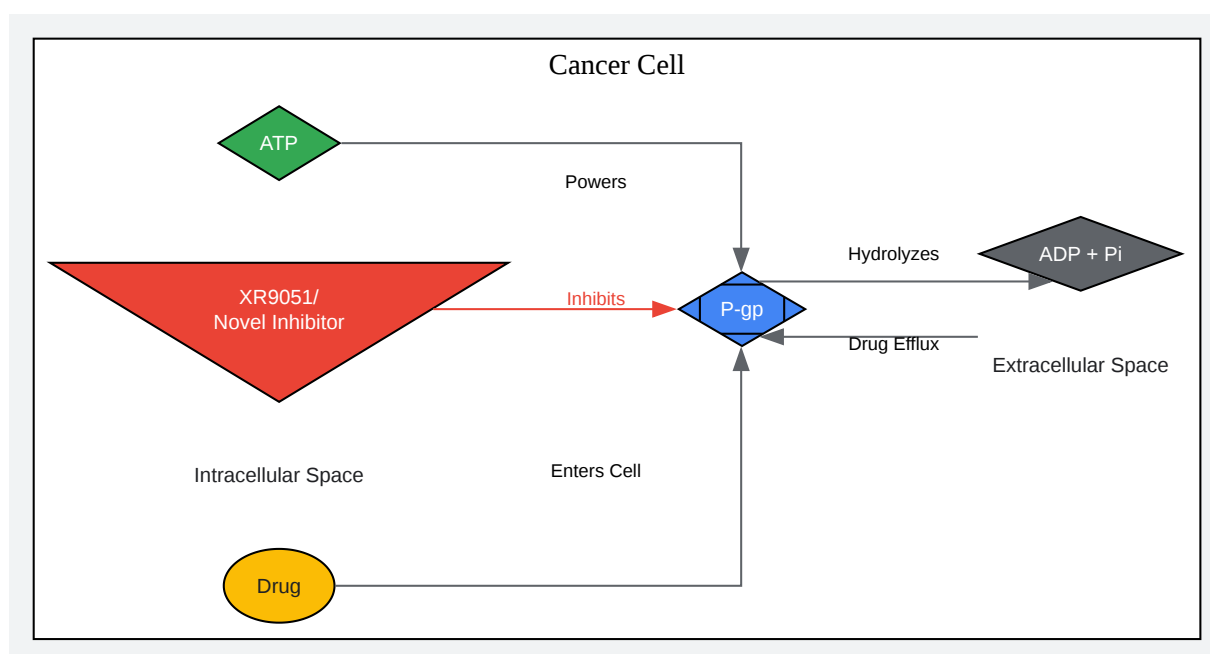 Cancer Cell
ATP
Powers
Hydrolyzes
ADP + Pi
XR9051/
Novel Inhibitor
Inhibits
P-gp
Drug Efflux
Extracellular Space
Intracellular Space
Enters Cell
Drug